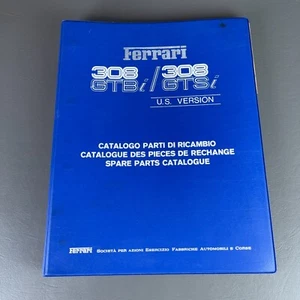 Ferrari
308 / 308
GTBi / GTSi
U.S. VERSION
CATALOGO PARTI DI RICAMBIO
CATALOGUE DES PIECES DE RECHANGE
SPARE PARTS CATALOGUE
Ferrari SOCIETÀ PER AZIONI ESERCIZIO FABBRICHE AUTOMOBILI E CORSE